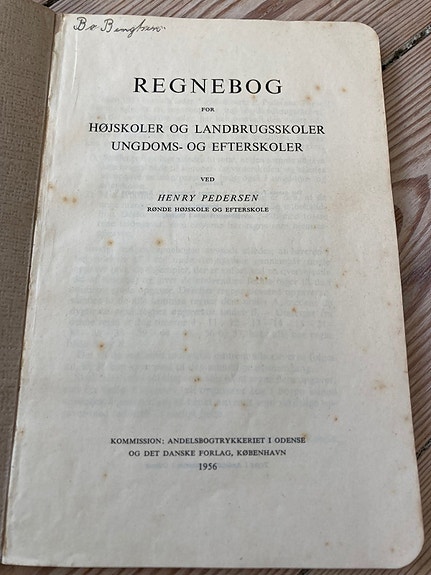 Bo
REGNEBOG
FOR
HØJSKOLER OG LANDBRUGSSKOLER
UNGDOMS- OG EFTERSKOLER
VED
HENRY PEDERSEN
RØNDE HØJSKOLE OG EFTERSKOLE
KOMMISSION: ANDELSBOGTRYKKERIET I ODENSE
OG DET DANSKE FORLAG, KØBENHAVN
1956